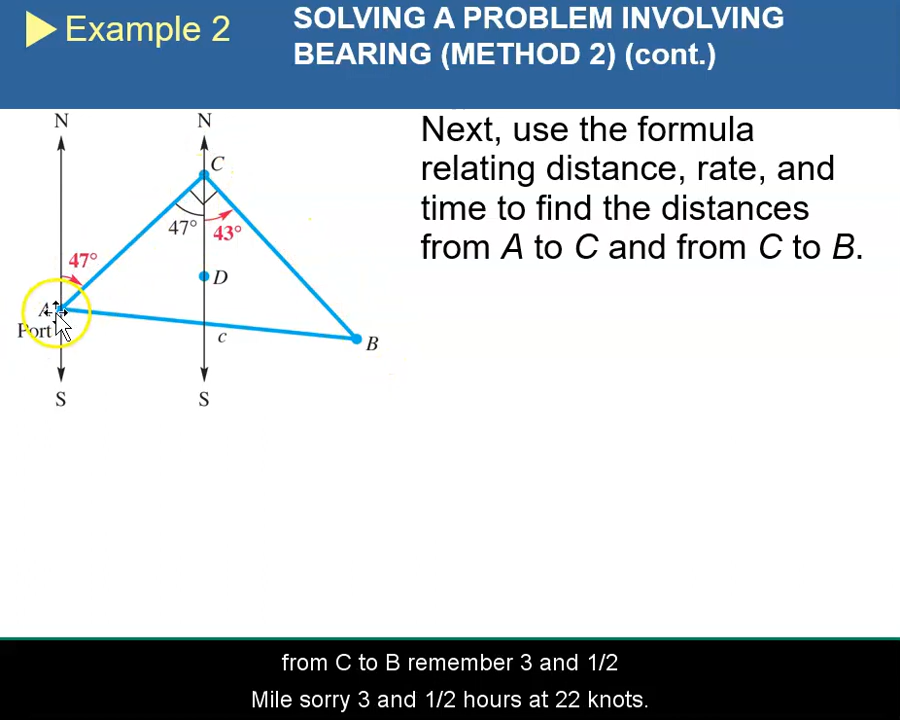 Example 2
SOLVING A PROBLEM INVOLVING
BEARING (METHOD 2) (cont.)
Next, use the formula
relating distance, rate, and
time to find the distances
from A to C and from C to B.
N
N
C
47°
43°
47°
D
A
Port
c
B
S
S
from C to B remember 3 and 1/2
Mile sorry 3 and 1/2 hours at 22 knots.